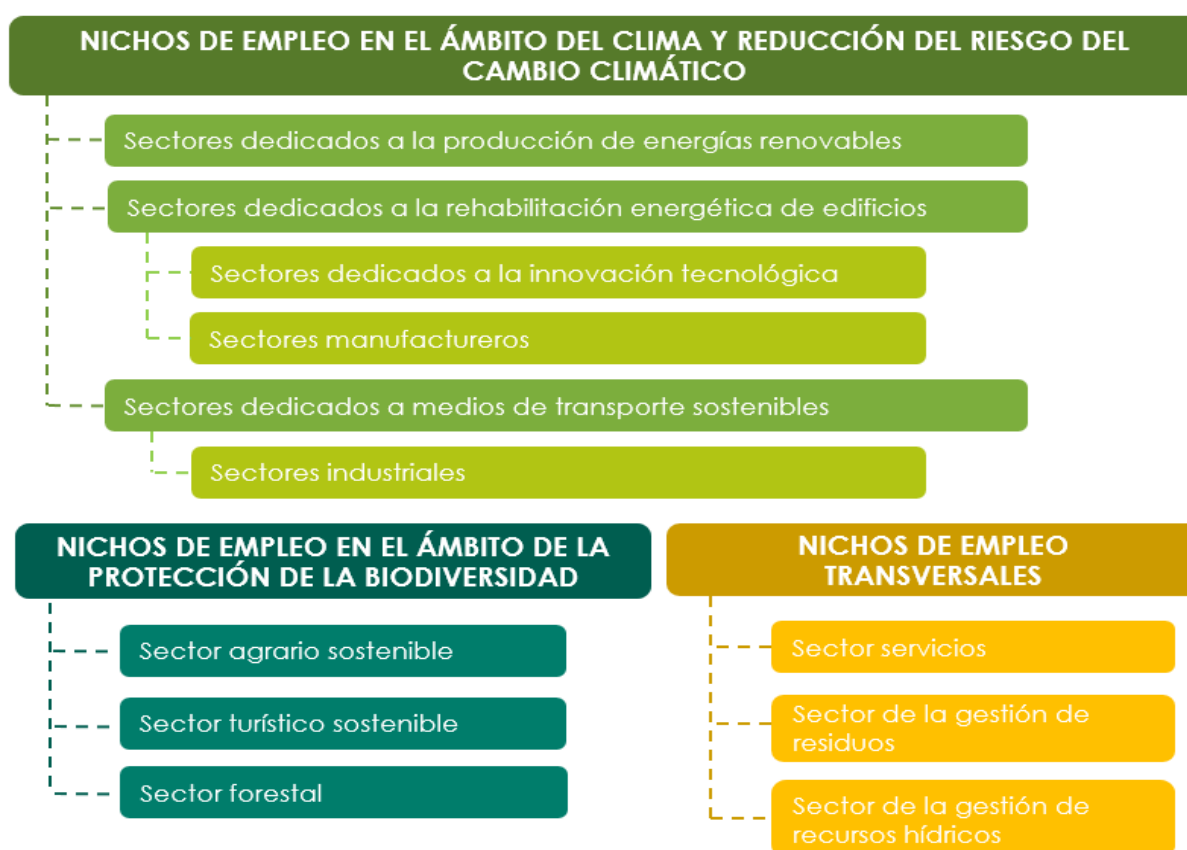 NICHOS DE EMPLEO EN EL ÁMBITO DEL CLIMA Y REDUCCIÓN DEL RIESGO DEL
CAMBIO CLIMÁTICO
Sectores dedicados a la producción de energías renovables
Sectores dedicados a la rehabilitación energética de edificios
Sectores dedicados a la innovación tecnológica
Sectores manufactureros
Sectores dedicados a medios de transporte sostenibles
Sectores industriales
NICHOS DE EMPLEO EN EL ÁMBITO DE LA
PROTECCIÓN DE LA BIODIVERSIDAD
Sector agrario sostenible
Sector turístico sostenible
Sector forestal
NICHOS DE EMPLEO
TRANSVERSALES
Sector servicios
Sector de la gestión de
residuos
Sector de la gestión de
recursos hídricos